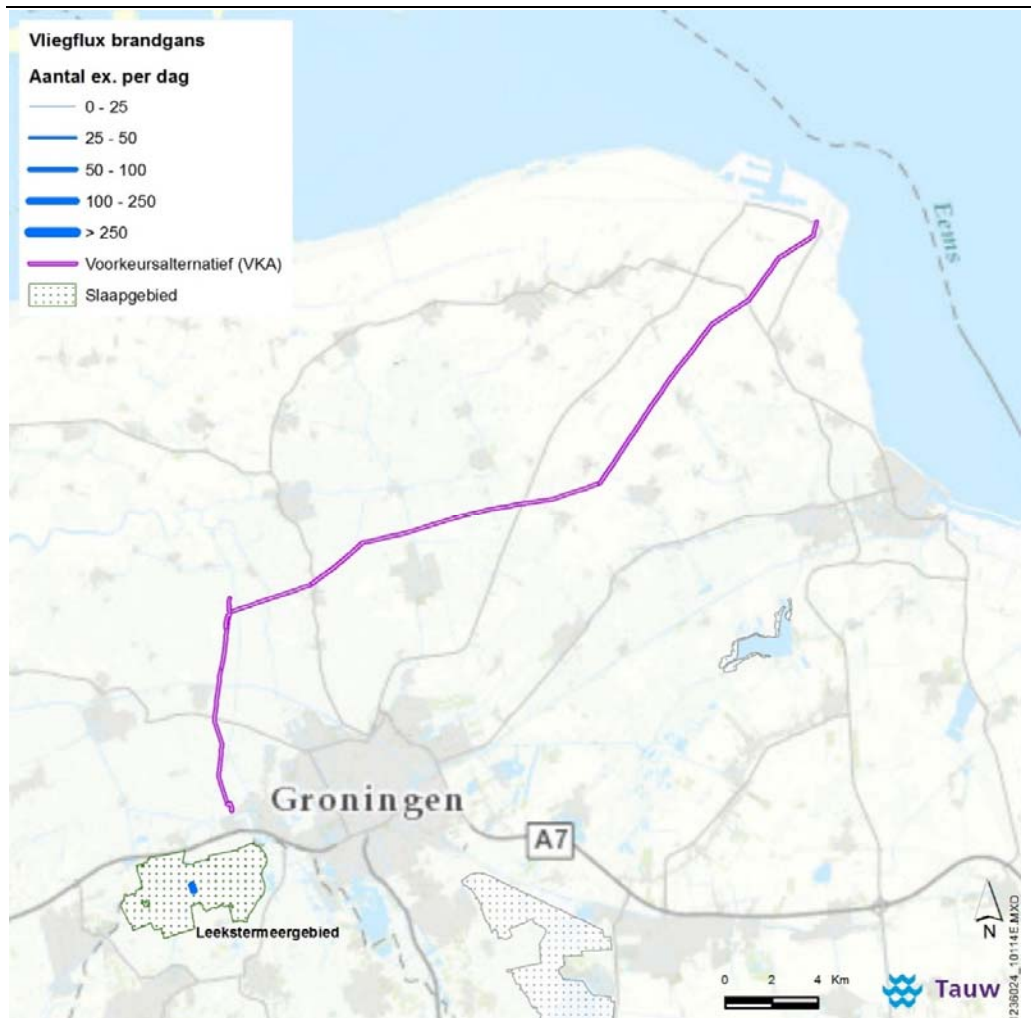 Vliegflux brandgans
Aantal ex. per dag
0 - 25
25 - 50
50 - 100
100 - 250
> 250
Voorkeursalternatief (VKA)
Slaapgebied
Eems
Groningen
A7
Leekstermeergebied
N
0 2 4 Km
Tauw
1236024_10114E.MXD